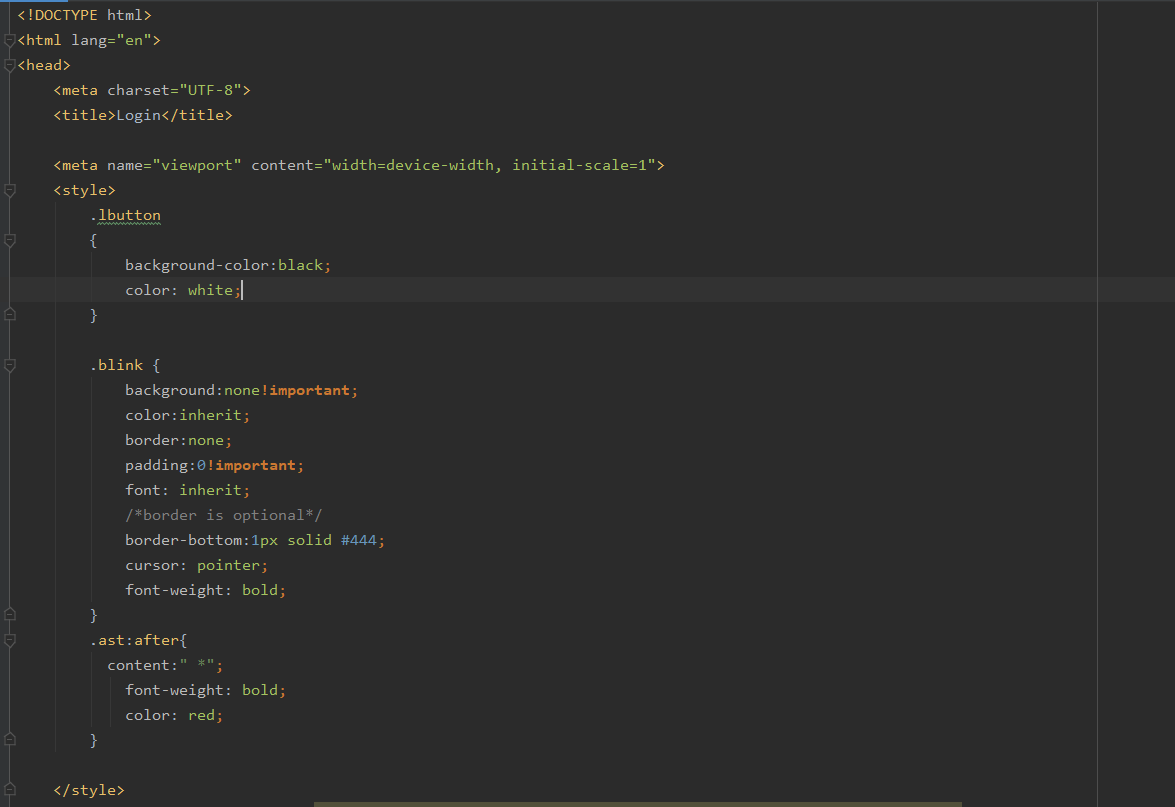 <!DOCTYPE html>
<html lang="en">
<head>
    <meta charset="UTF-8">
    <title>Login</title>

    <meta name="viewport" content="width=device-width, initial-scale=1">
    <style>
        .lbutton
        {
            background-color:black;
            color: white;
        }

        .blink {
            background:none!important;
            color:inherit;
            border:none;
            padding:0!important;
            font: inherit;
            /*border is optional*/
            border-bottom:1px solid #444;
            cursor: pointer;
            font-weight: bold;
        }
        .ast:after{
          content:" *";
            font-weight: bold;
            color: red;
        }

    </style>